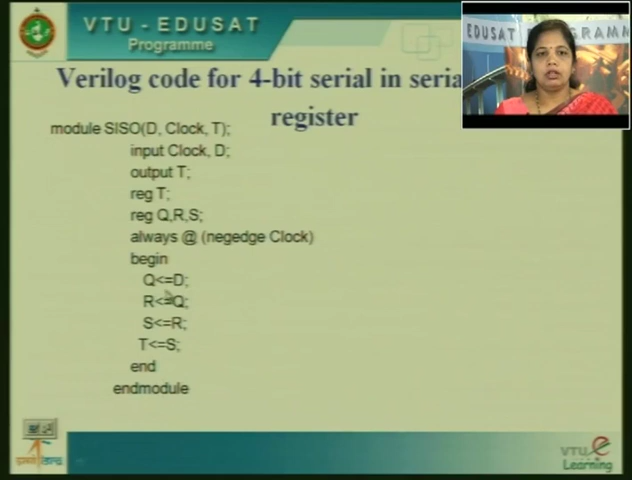 VTU - EDUSAT
Programme
EDUSAT PROGRAMM
Verilog code for 4-bit serial in seria
register
module SISO(D, Clock, T);
input Clock, D;
output T;
reg T;
reg Q,R,S;
always @ (negedge Clock)
begin
Q<=D;
R<=Q;
S<=R;
T<=S;
end
endmodule
VTU e
Learning